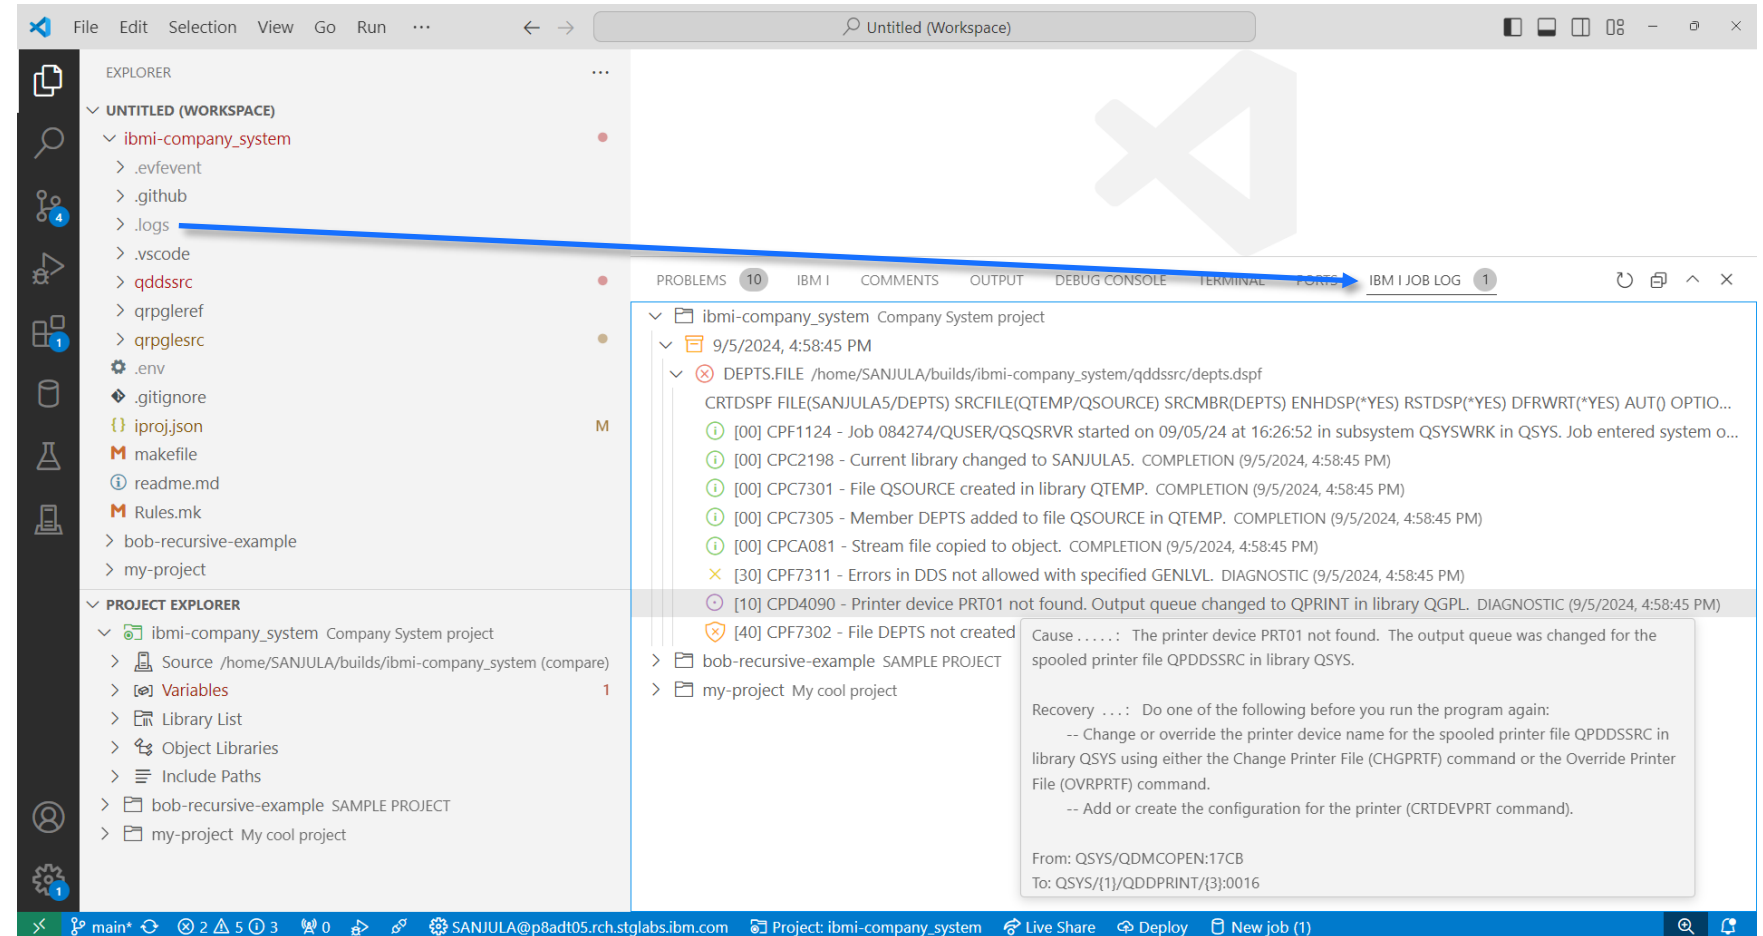 File Edit Selection View Go Run ··· Untitled (Workspace)
EXPLORER ···
UNTITLED (WORKSPACE)
ibmi-company_system
.evfevent
.github
4
.logs
.vscode
qddssrc
qrpgleref
qrpglesrc
1
.env
.gitignore
{} iproj.json M
M makefile
readme.md
M Rules.mk
bob-recursive-example
my-project
PROJECT EXPLORER
ibmi-company_system Company System project
Source /home/SANJULA/builds/ibmi-company_system (compare)
Variables 1
Library List
Object Libraries
Include Paths
bob-recursive-example SAMPLE PROJECT
my-project My cool project
1
PROBLEMS 10 IBM I COMMENTS OUTPUT DEBUG CONSOLE TERMINAL PORTS IBM I JOB LOG 1
ibmi-company_system Company System project
9/5/2024, 4:58:45 PM
DEPTS.FILE /home/SANJULA/builds/ibmi-company_system/qddssrc/depts.dspf
CRTDSPF FILE(SANJULA5/DEPTS) SRCFILE(QTEMP/QSOURCE) SRCMBR(DEPTS) ENHDSP(*YES) RSTDSP(*YES) DFRWRT(*YES) AUT() OPTIO...
[00] CPF1124 - Job 084274/QUSER/QSQSRVR started on 09/05/24 at 16:26:52 in subsystem QSYSWRK in QSYS. Job entered system o...
[00] CPC2198 - Current library changed to SANJULA5. COMPLETION (9/5/2024, 4:58:45 PM)
[00] CPC7301 - File QSOURCE created in library QTEMP. COMPLETION (9/5/2024, 4:58:45 PM)
[00] CPC7305 - Member DEPTS added to file QSOURCE in QTEMP. COMPLETION (9/5/2024, 4:58:45 PM)
[00] CPCA081 - Stream file copied to object. COMPLETION (9/5/2024, 4:58:45 PM)
[30] CPF7311 - Errors in DDS not allowed with specified GENLVL. DIAGNOSTIC (9/5/2024, 4:58:45 PM)
[10] CPD4090 - Printer device PRT01 not found. Output queue changed to QPRINT in library QGPL. DIAGNOSTIC (9/5/2024, 4:58:45 PM)
[40] CPF7302 - File DEPTS not created
bob-recursive-example SAMPLE PROJECT
my-project My cool project
Cause . . . . . : The printer device PRT01 not found. The output queue was changed for the
spooled printer file QPDDSSRC in library QSYS.
Recovery . . . : Do one of the following before you run the program again:
-- Change or override the printer device name for the spooled printer file QPDDSSRC in
library QSYS using either the Change Printer File (CHGPRTF) command or the Override Printer
File (OVRPRTF) command.
-- Add or create the configuration for the printer (CRTDEVPRT command).
From: QSYS/QDMCOPEN:17CB
To: QSYS/{1}/QDDPRINT/{3}:0016
main* 2 5 3 0 SANJULA@p8adt05.rch.stglabs.ibm.com Project: ibmi-company_system Live Share Deploy New job (1)